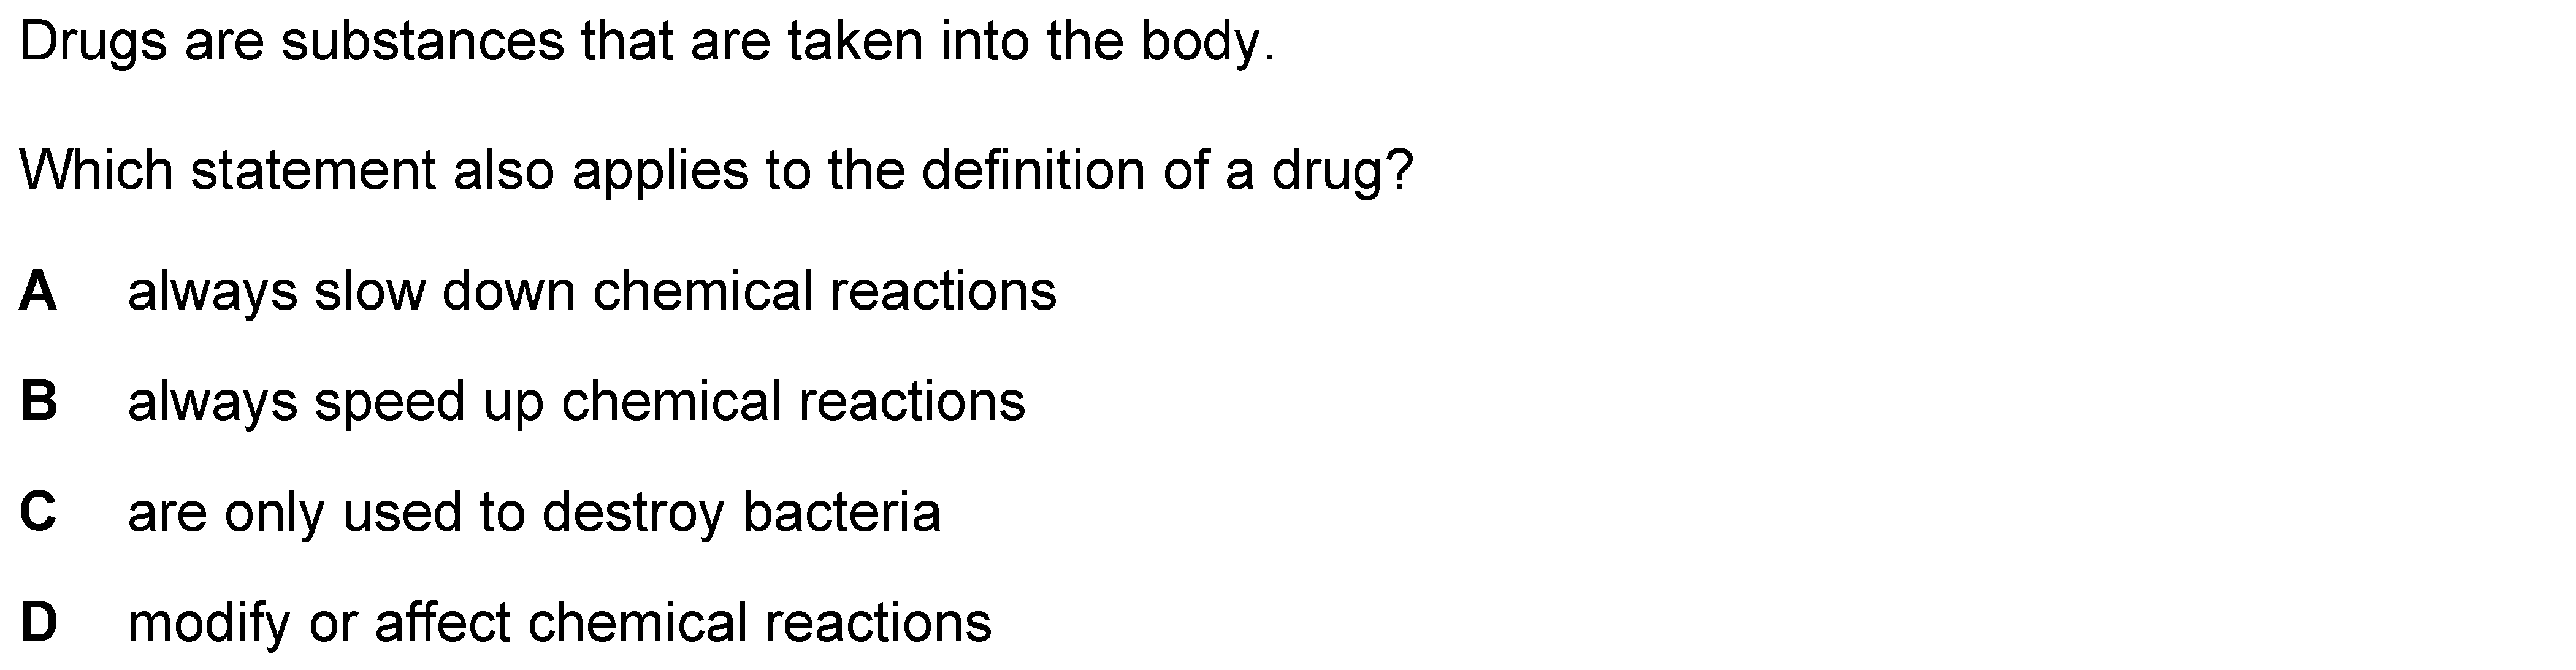 Drugs are substances that are taken into the body.
Which statement also applies to the definition of a drug?
A always slow down chemical reactions
B always speed up chemical reactions
C are only used to destroy bacteria
D modify or affect chemical reactions